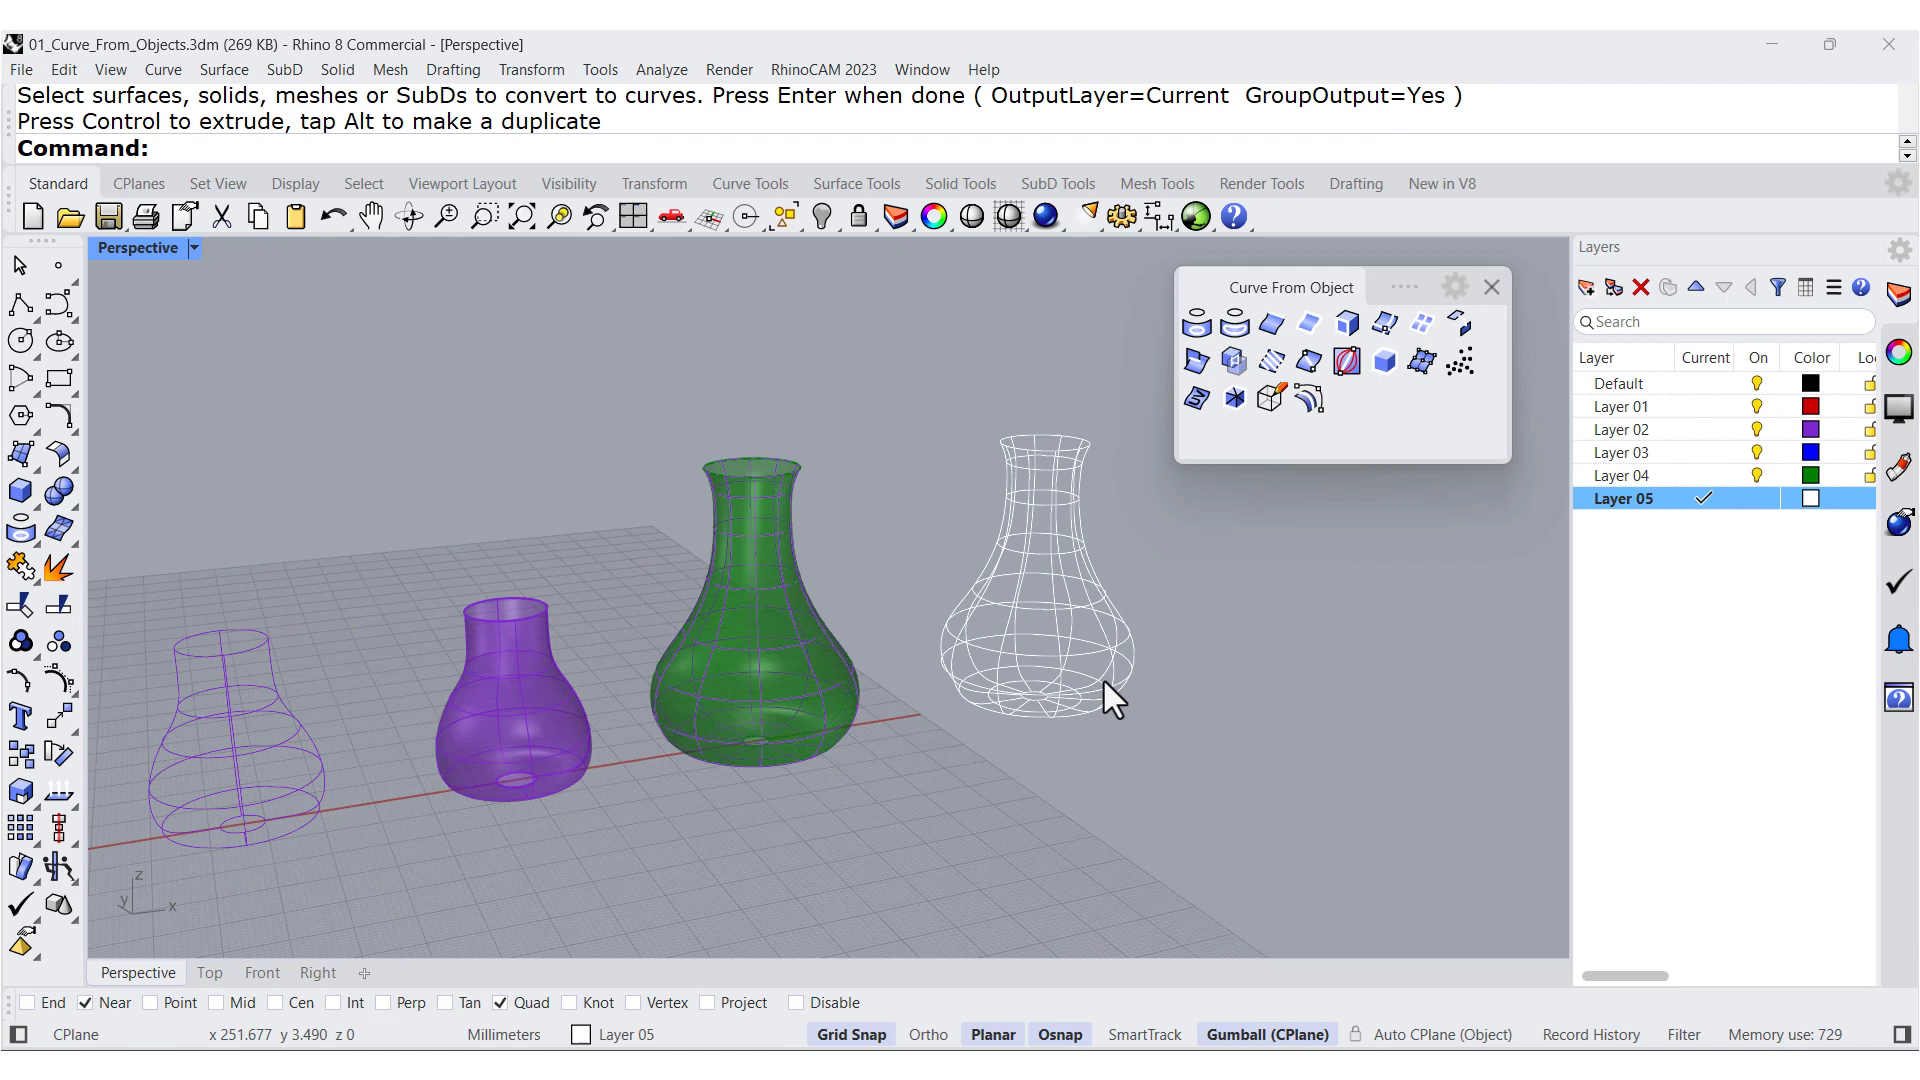 01_Curve_From_Objects.3dm (269 KB) - Rhino 8 Commercial - [Perspective]
File Edit View Curve Surface SubD Solid Mesh Drafting Transform Tools Analyze Render RhinoCAM 2023 Window Help
Select surfaces, solids, meshes or SubDs to convert to curves. Press Enter when done ( OutputLayer=Current GroupOutput=Yes )
Press Control to extrude, tap Alt to make a duplicate
Command:
Standard CPlanes Set View Display Select Viewport Layout Visibility Transform Curve Tools Surface Tools Solid Tools SubD Tools Mesh Tools Render Tools Drafting New in V8
Perspective
Layers
Curve From Object
Search
Layer Current On Color Lo
Default
Layer 01
Layer 02
Layer 03
Layer 04
Layer 05
z
y x
Perspective Top Front Right
End Near Point Mid Cen Int Perp Tan Quad Knot Vertex Project Disable
CPlane x 251.677 y 3.490 z 0 Millimeters Layer 05 Grid Snap Ortho Planar Osnap SmartTrack Gumball (CPlane) Auto CPlane (Object) Record History Filter Memory use: 729